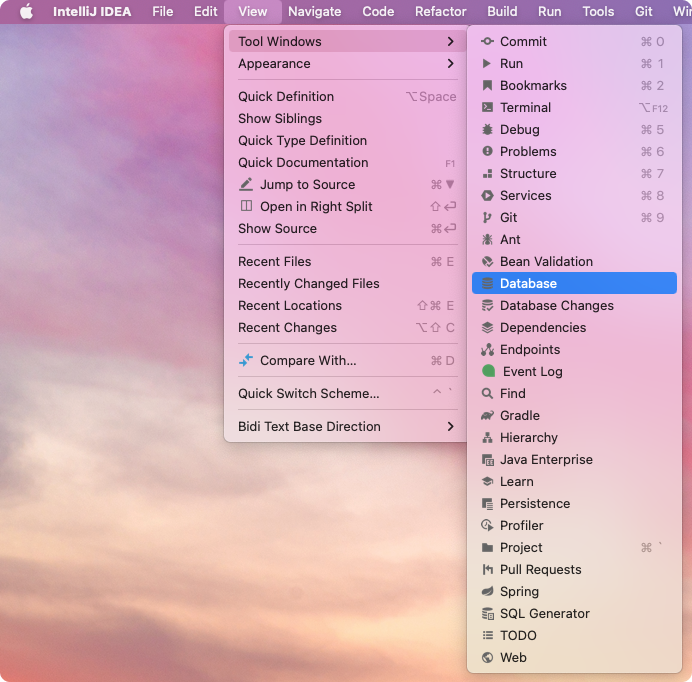 IntelliJ IDEA File Edit View Navigate Code Refactor Build Run Tools Git
Tool Windows
Appearance
Quick Definition ⌥Space
Show Siblings
Quick Type Definition
Quick Documentation F1
Jump to Source ⌘▼
Open in Right Split ⇧↩
Show Source ⌘↩
Recent Files ⌘ E
Recently Changed Files
Recent Locations ⇧⌘ E
Recent Changes ⌥⇧ C
Compare With... ⌘ D
Quick Switch Scheme... ^ `
Bidi Text Base Direction
Commit ⌘ 0
Run ⌘ 1
Bookmarks ⌘ 2
Terminal ⌥F12
Debug ⌘ 5
Problems ⌘ 6
Structure ⌘ 7
Services ⌘ 8
Git ⌘ 9
Ant
Bean Validation
Database
Database Changes
Dependencies
Endpoints
Event Log
Find
Gradle
Hierarchy
Java Enterprise
Learn
Persistence
Profiler
Project ⌘ `
Pull Requests
Spring
SQL Generator
TODO
Web